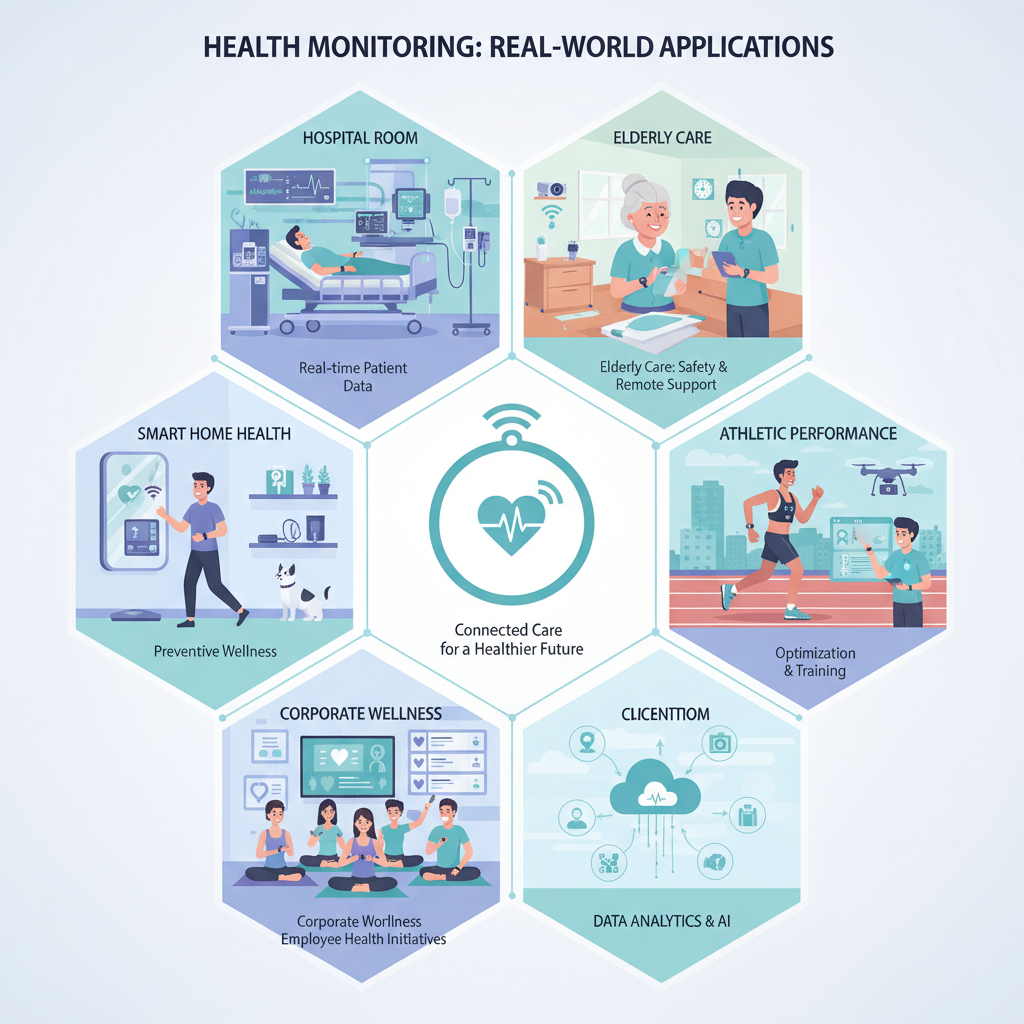 HEALTH MONITORING: REAL-WORLD APPLICATIONS
HOSPITAL ROOM
Real-time Patient
Data
ELDERLY CARE
Elderly Care: Safety &
Remote Support
SMART HOME HEALTH
Preventive Wellness
Connected Care
for a Healthier Future
ATHLETIC PERFORMANCE
Optimization
& Training
CORPORATE WELLNESS
Corporate Worllness
Employee Health Initiatives
CLICENTTIOM
DATA ANALYTICS & AI